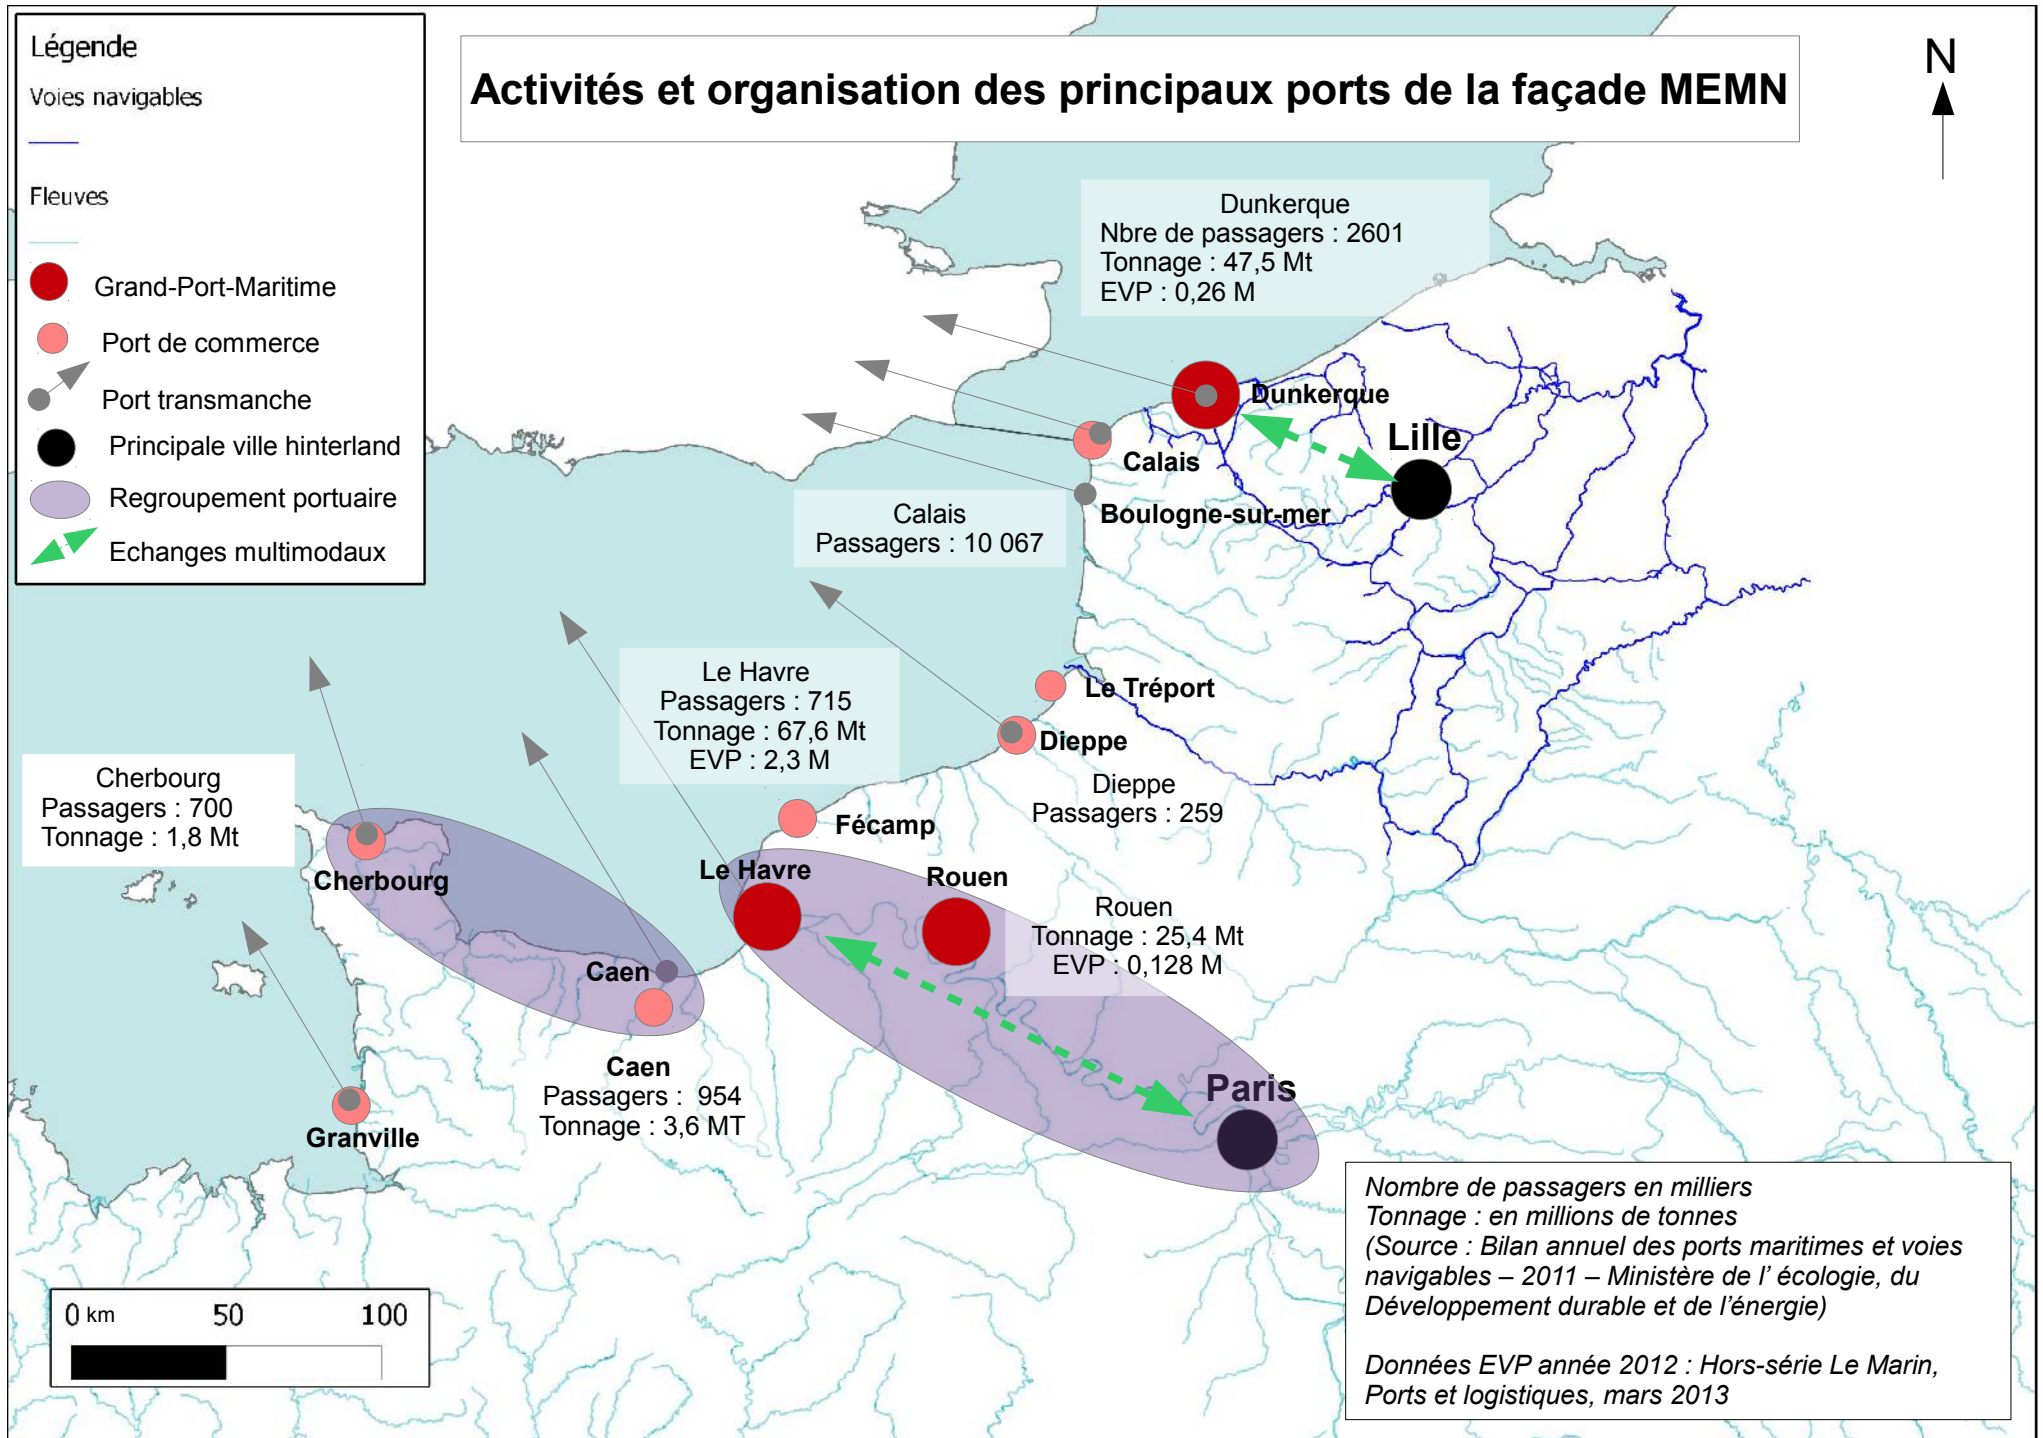 Légende
Voies navigables
Fleuves
Grand-Port-Maritime
Port de commerce
Port transmanche
Principale ville hinterland
Regroupement portuaire
Echanges multimodaux
Activités et organisation des principaux ports de la façade MEMN
N
Dunkerque
Nbre de passagers : 2601
Tonnage : 47,5 Mt
EVP : 0,26 M
Dunkerque
Lille
Calais
Boulogne-sur-mer
Calais
Passagers : 10 067
Le Havre
Passagers : 715
Tonnage : 67,6 Mt
EVP : 2,3 M
Le Tréport
Dieppe
Dieppe
Passagers : 259
Cherbourg
Passagers : 700
Tonnage : 1,8 Mt
Fécamp
Cherbourg
Le Havre
Rouen
Rouen
Tonnage : 25,4 Mt
EVP : 0,128 M
Caen
Caen
Passagers : 954
Tonnage : 3,6 MT
Granville
Paris
Nombre de passagers en milliers
Tonnage : en millions de tonnes
(Source : Bilan annuel des ports maritimes et voies
navigables – 2011 – Ministère de l’ écologie, du
Développement durable et de l’énergie)
Données EVP année 2012 : Hors-série Le Marin,
Ports et logistiques, mars 2013
0 km 50 100